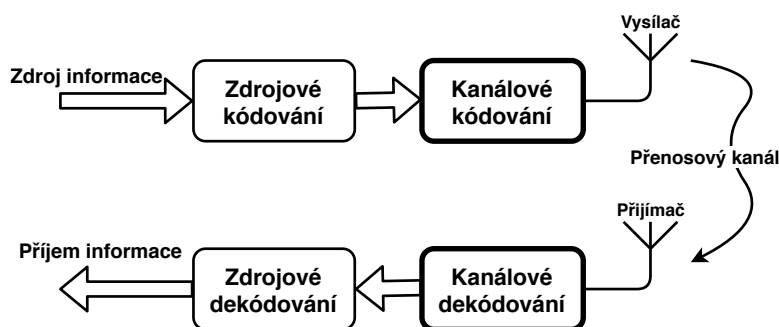 Vysílač
Zdroj informace
Zdrojové
kódování
Kanálové
kódování
Přenosový kanál
Přijímač
Příjem informace
Zdrojové
dekódování
Kanálové
dekódování